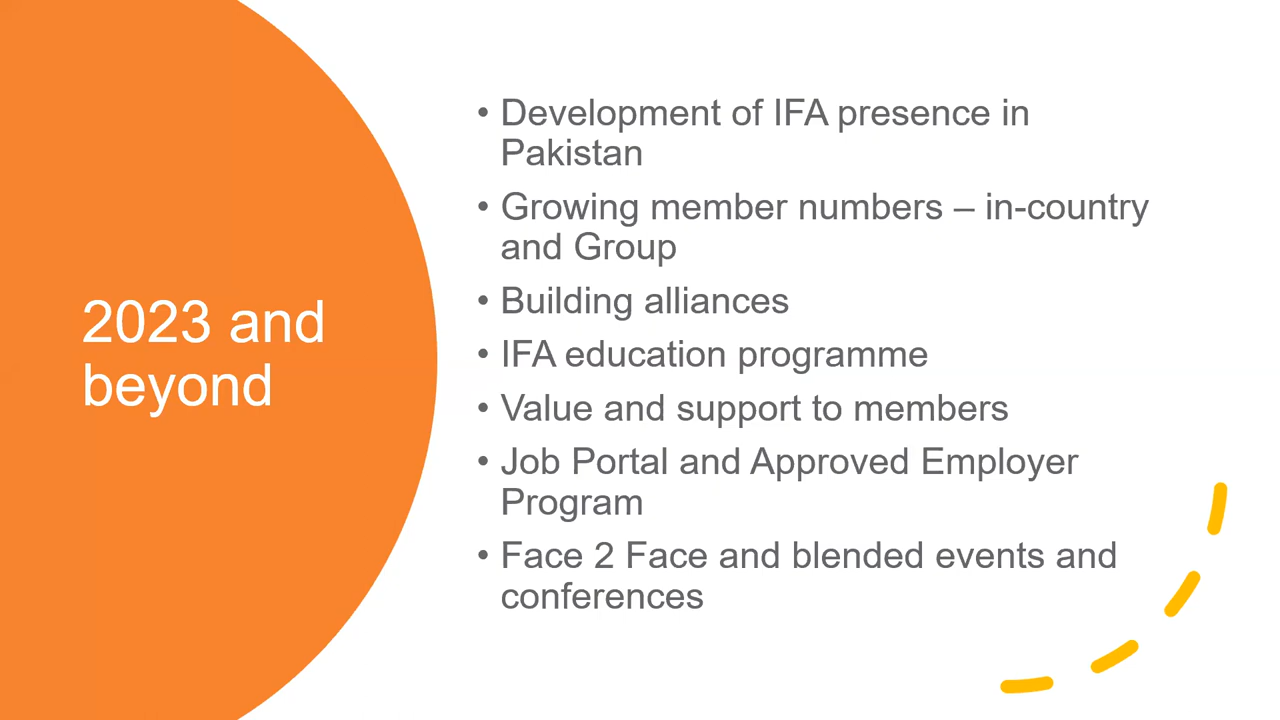 2023 and
beyond
• Development of IFA presence in
Pakistan
• Growing member numbers – in-country
and Group
• Building alliances
• IFA education programme
• Value and support to members
• Job Portal and Approved Employer
Program
• Face 2 Face and blended events and
conferences